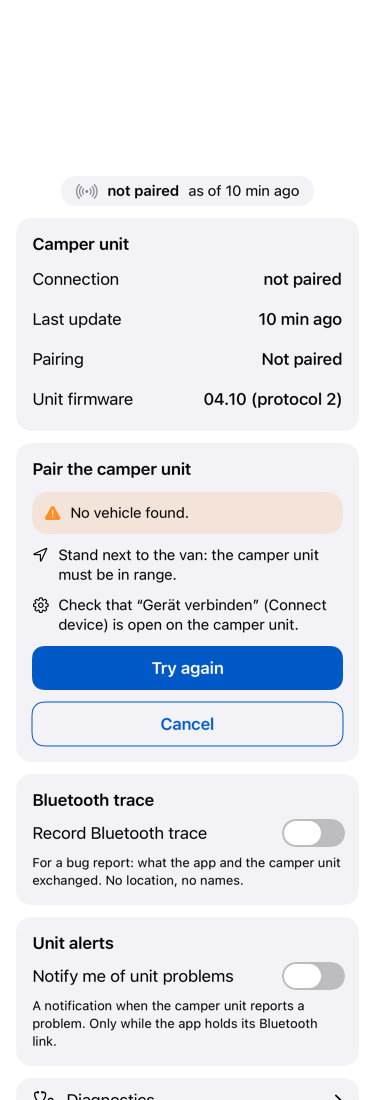 not paired as of 10 min ago
Camper unit
Connection not paired
Last update 10 min ago
Pairing Not paired
Unit firmware 04.10 (protocol 2)
Pair the camper unit
No vehicle found.
Stand next to the van: the camper unit
must be in range.
Check that “Gerät verbinden” (Connect
device) is open on the camper unit.
Try again
Cancel
Bluetooth trace
Record Bluetooth trace
For a bug report: what the app and the camper unit
exchanged. No location, no names.
Unit alerts
Notify me of unit problems
A notification when the camper unit reports a
problem. Only while the app holds its Bluetooth
link.
Diagnostics